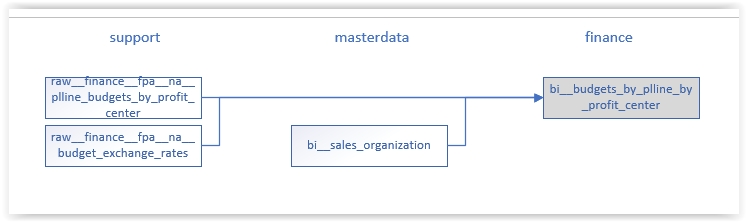 support
masterdata
finance
raw__finance__fpa__na__
plline_budgets_by_profit_
center
bi__budgets_by_plline_by
_profit_center
raw__finance__fpa__na__
budget_exchange_rates
bi__sales_organization